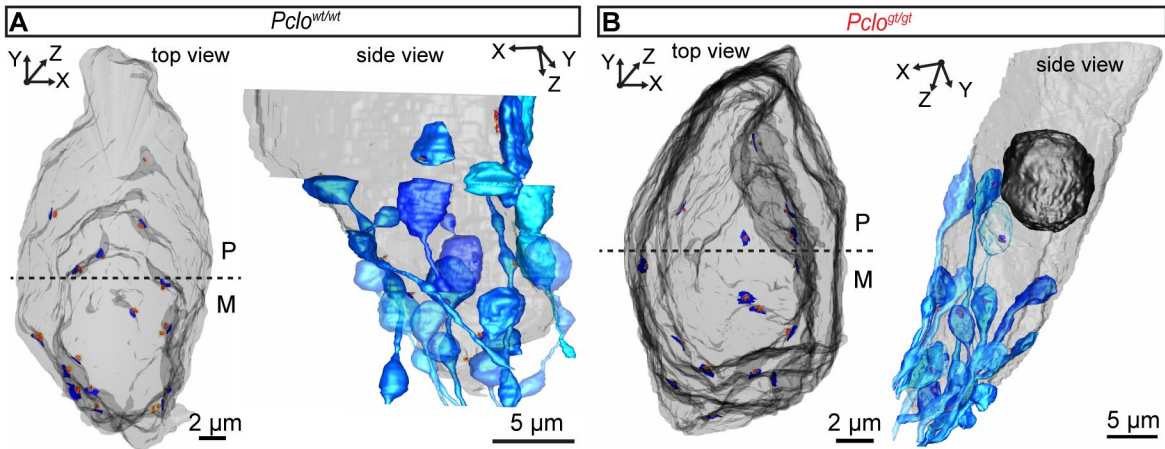 A
Pclo^wt/wt
Y Z X
top view
side view
X Y Z
P
M
2 µm
5 µm
B
Pclo^gt/gt
Y Z X
top view
X Z Y
side view
P
M
2 µm
5 µm